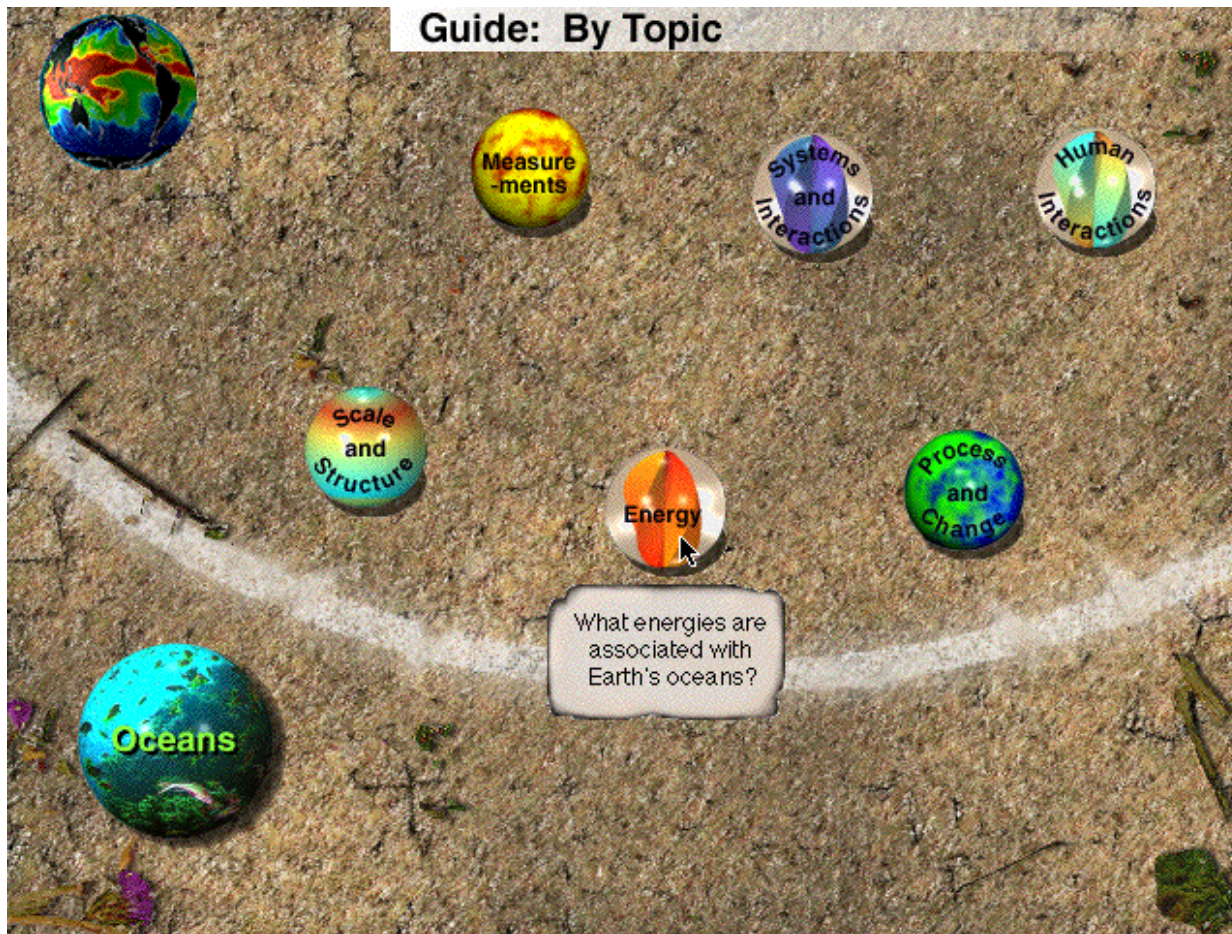 Guide:  By Topic
Measure
-ments
Systems
and
Interactions
Human
Interactions
Scale
and
Structure
Energy
Process
and
Change
What energies are
associated with
Earth's oceans?
Oceans